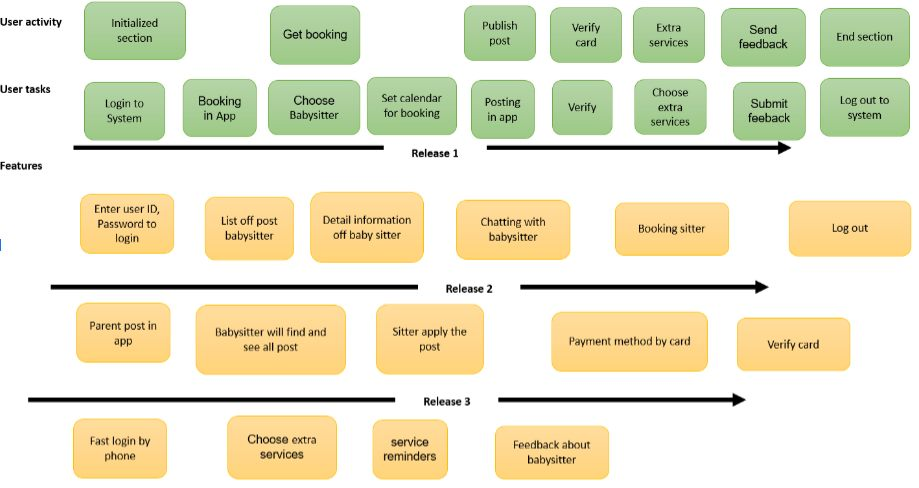 User activity
Initialized
section
Get booking
Publish
post
Verify
card
Extra
services
Send
feedback
End section
User tasks
Login to
System
Booking
in App
Choose
Babysitter
Set calendar
for booking
Posting
in app
Verify
Choose
extra
services
Submit
feeback
Log out to
system
Release 1
Features
Enter user ID,
Password to
login
List off post
babysitter
Detail information
off baby sitter
Chatting with
babysitter
Booking sitter
Log out
Release 2
Parent post in
app
Babysitter will find and
see all post
Sitter apply the
post
Payment method by card
Verify card
Release 3
Fast login by
phone
Choose extra
services
service
reminders
Feedback about
babysitter